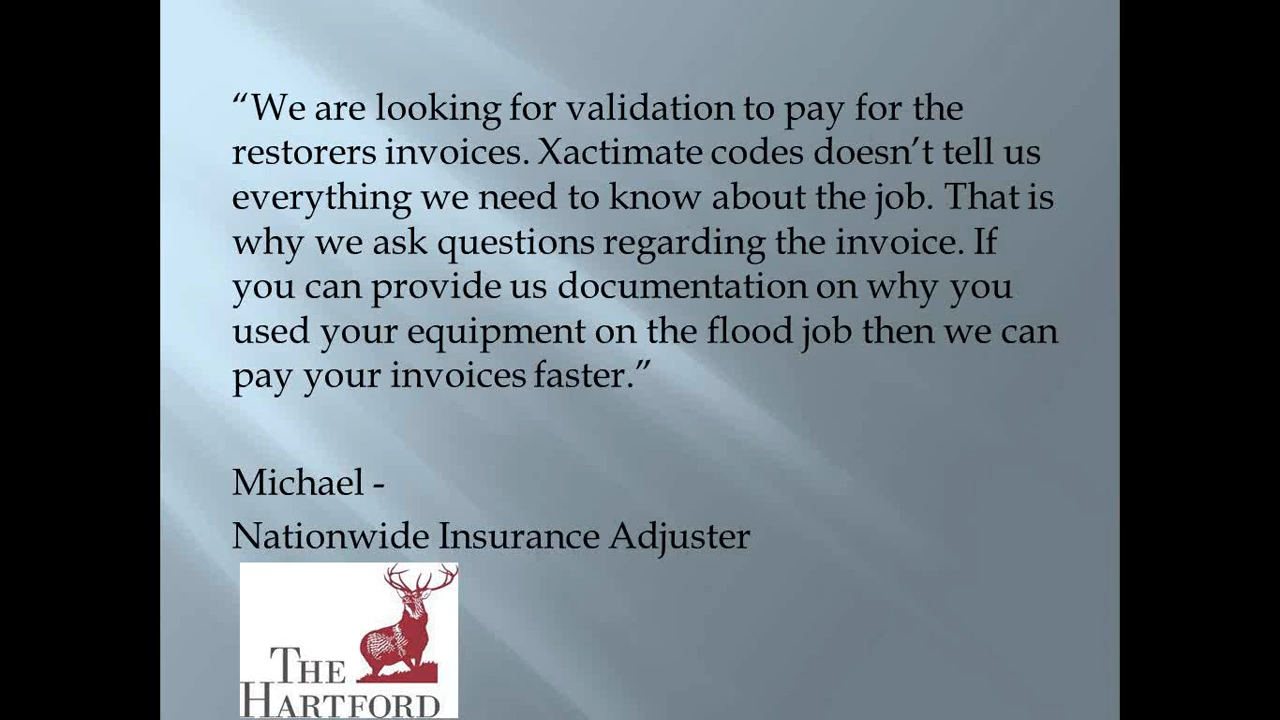 “We are looking for validation to pay for the
restorers invoices. Xactimate codes doesn’t tell us
everything we need to know about the job. That is
why we ask questions regarding the invoice. If
you can provide us documentation on why you
used your equipment on the flood job then we can
pay your invoices faster.”
Michael -
Nationwide Insurance Adjuster
THE
HARTFORD